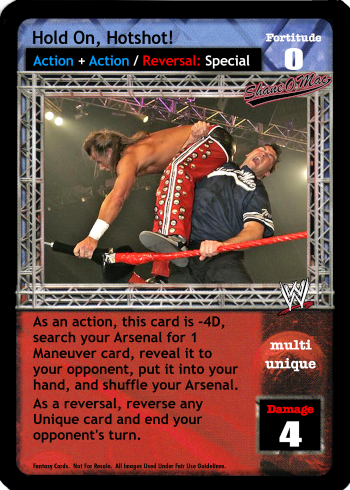 Hold On, Hotshot!
Fortitude
0
Action + Action / Reversal: Special
Shane O Mac
W
As an action, this card is -4D,
search your Arsenal for 1
Maneuver card, reveal it to
your opponent, put it into your
hand, and shuffle your Arsenal.
As a reversal, reverse any
Unique card and end your
opponent's turn.
multi
unique
Damage
4
Fantasy Cards. Not For Resale. All Images Used Under Fair Use Guidelines.